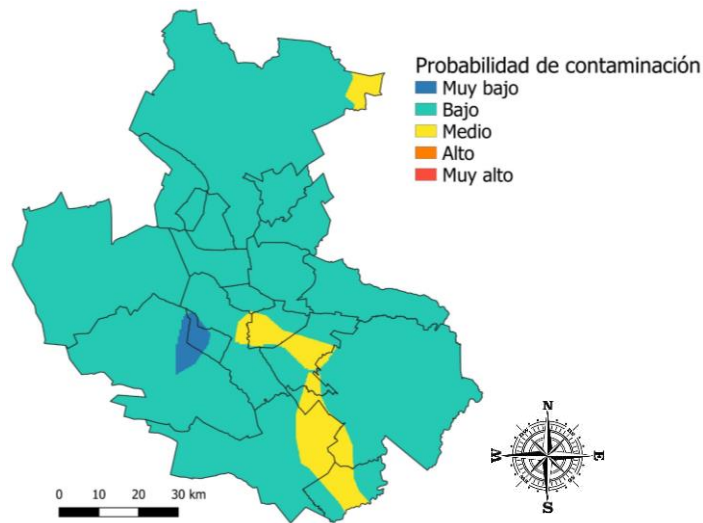 Probabilidad de contaminación
Muy bajo
Bajo
Medio
Alto
Muy alto
0 10 20 30 km
N
W E
S